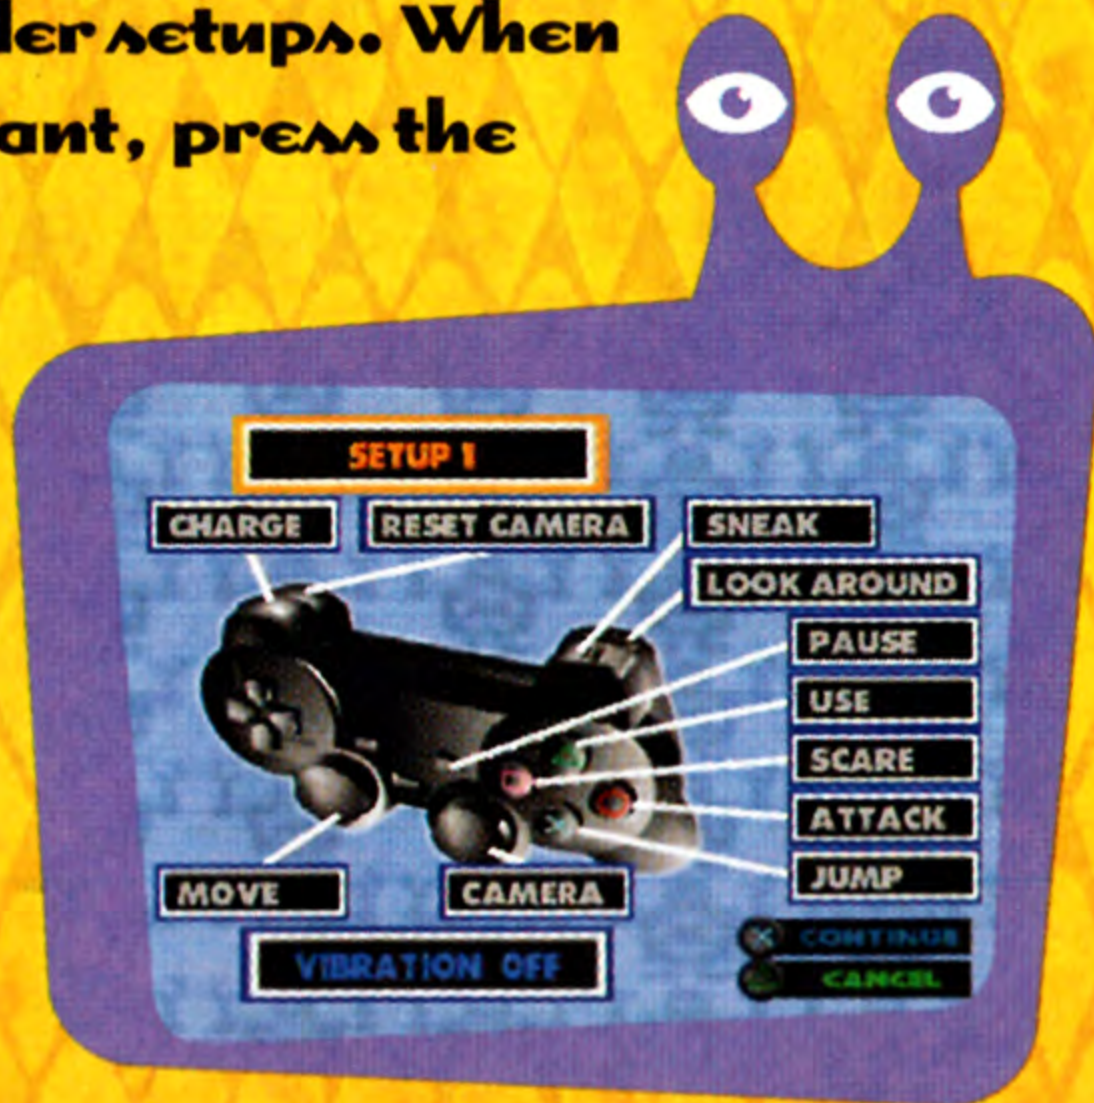 ler setups. When
ant, press the
SETUP 1
CHARGE
RESET CAMERA
SNEAK
LOOK AROUND
PAUSE
USE
SCARE
ATTACK
JUMP
MOVE
CAMERA
VIBRATION OFF
CONTINUE
CANCEL